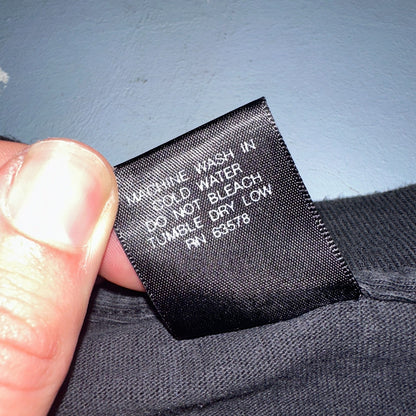 MACHINE WASH IN
COLD WATER
DO NOT BLEACH
TUMBLE DRY LOW
RN 63578